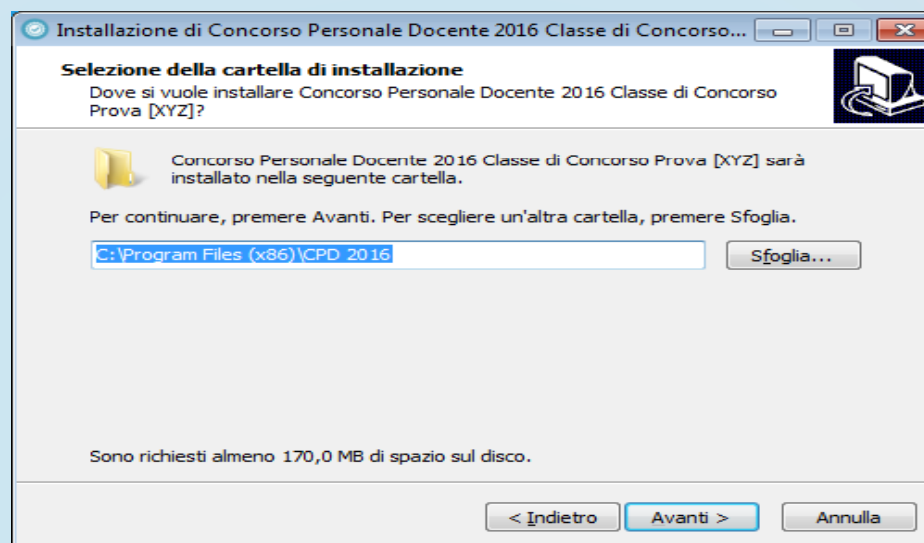 Installazione di Concorso Personale Docente 2016 Classe di Concorso...
Selezione della cartella di installazione
Dove si vuole installare Concorso Personale Docente 2016 Classe di Concorso
Prova [XYZ]?
Concorso Personale Docente 2016 Classe di Concorso Prova [XYZ] sarà
installato nella seguente cartella.
Per continuare, premere Avanti. Per scegliere un'altra cartella, premere Sfoglia.
C:\Program Files (x86)\CPD 2016
Sfoglia...
Sono richiesti almeno 170,0 MB di spazio sul disco.
< Indietro
Avanti >
Annulla